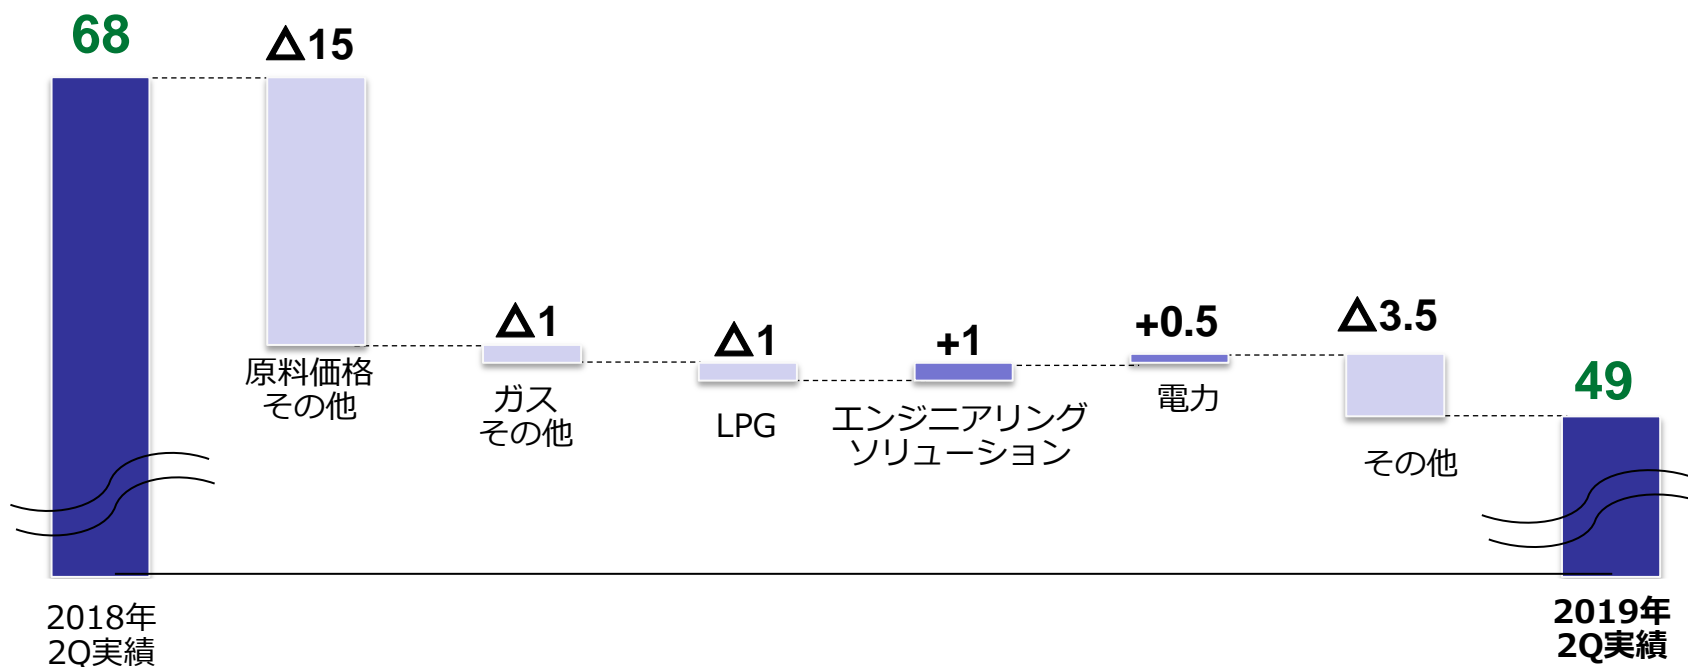 68
△15
原料価格
その他
△1
ガス
その他
△1
LPG
+1
エンジニアリング
ソリューション
+0.5
電力
△3.5
その他
49
2018年
2Q実績
2019年
2Q実績